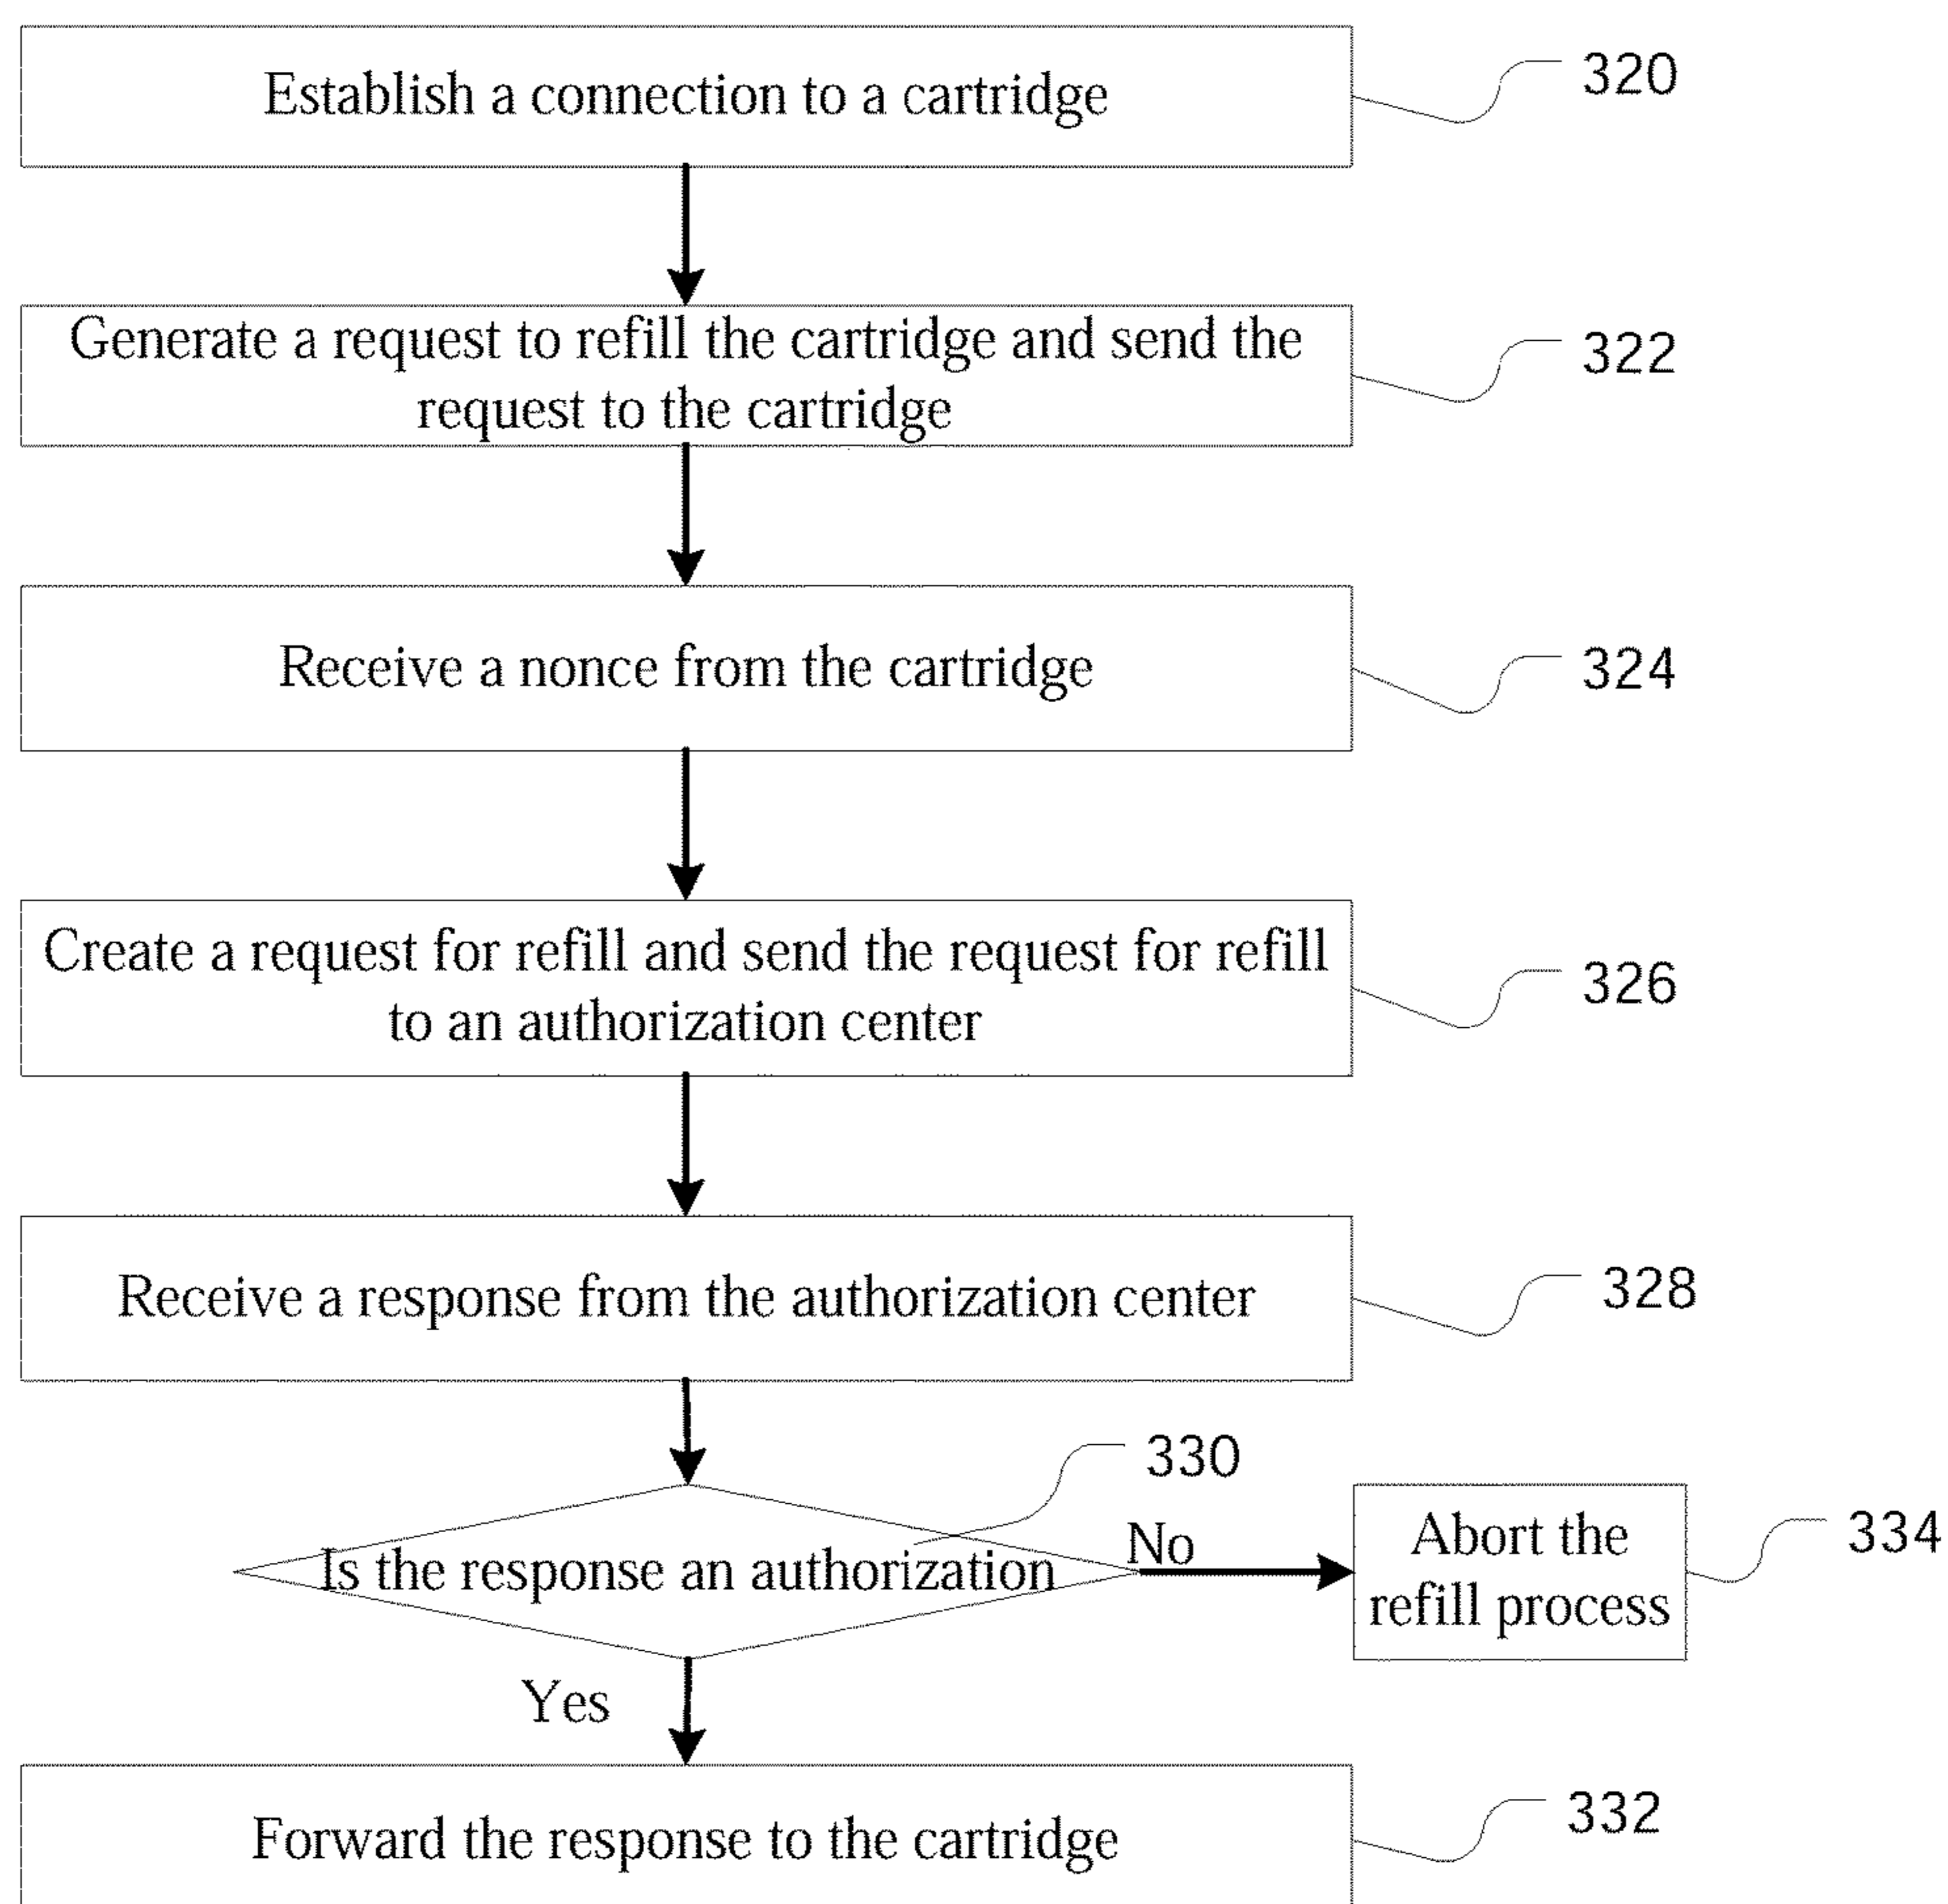 Establish a connection to a cartridge
320
Generate a request to refill the cartridge and send the
request to the cartridge
322
Receive a nonce from the cartridge
324
Create a request for refill and send the request for refill
to an authorization center
326
Receive a response from the authorization center
328
330
Is the response an authorization
No
Abort the
refill process
334
Yes
Forward the response to the cartridge
332